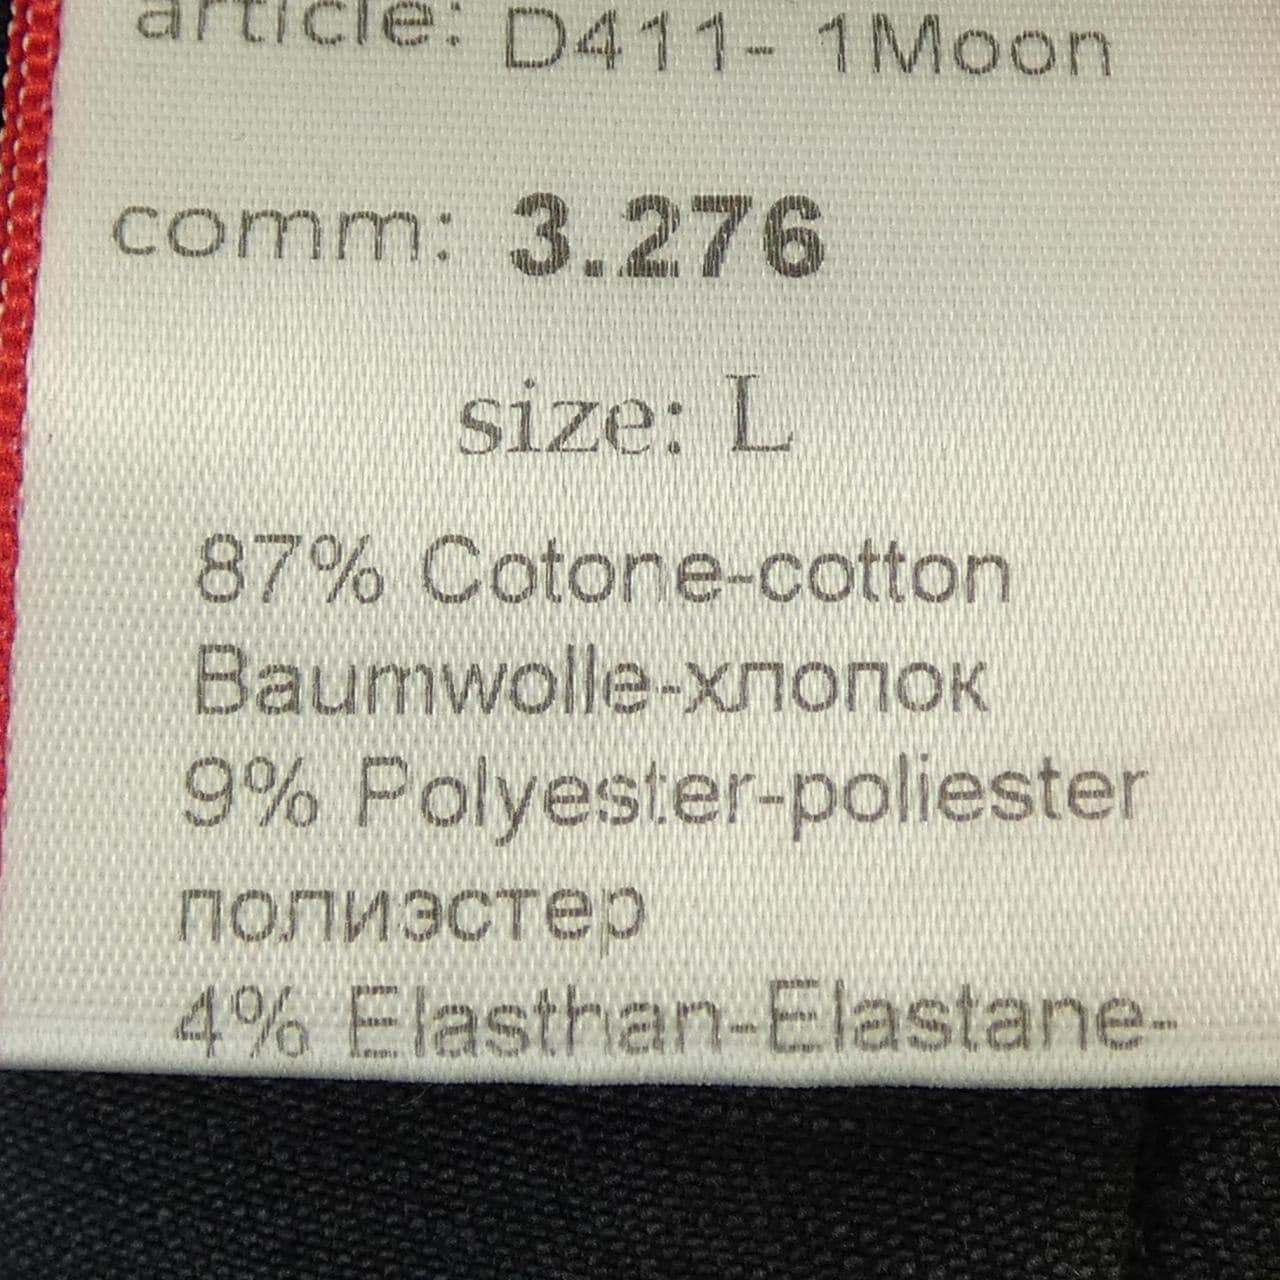 article: D411- 1Moon
comm: 3.276
size: L
87% Cotone-cotton
Baumwolle-хлопок
9% Polyester-poliester
полиэстер
4% Elasthan-Elastane-